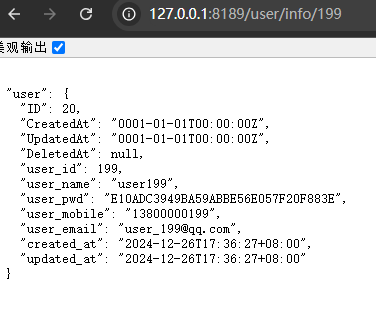 127.0.0.1:8189/user/info/199
美观输出
"user": {
"ID": 20,
"CreatedAt": "0001-01-01T00:00:00Z",
"UpdatedAt": "0001-01-01T00:00:00Z",
"DeletedAt": null,
"user_id": 199,
"user_name": "user199",
"user_pwd": "E10ADC3949BA59ABBE56E057F20F883E",
"user_mobile": "13800000199",
"user_email": "user_199@qq.com",
"created_at": "2024-12-26T17:36:27+08:00",
"updated_at": "2024-12-26T17:36:27+08:00"
}